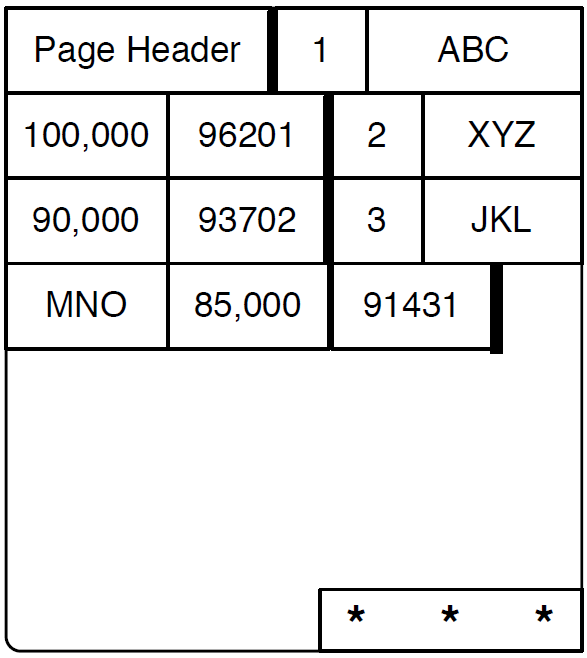 Page Header 1 ABC
100,000 96201 2 XYZ
90,000 93702 3 JKL
MNO 85,000 91431
* * *